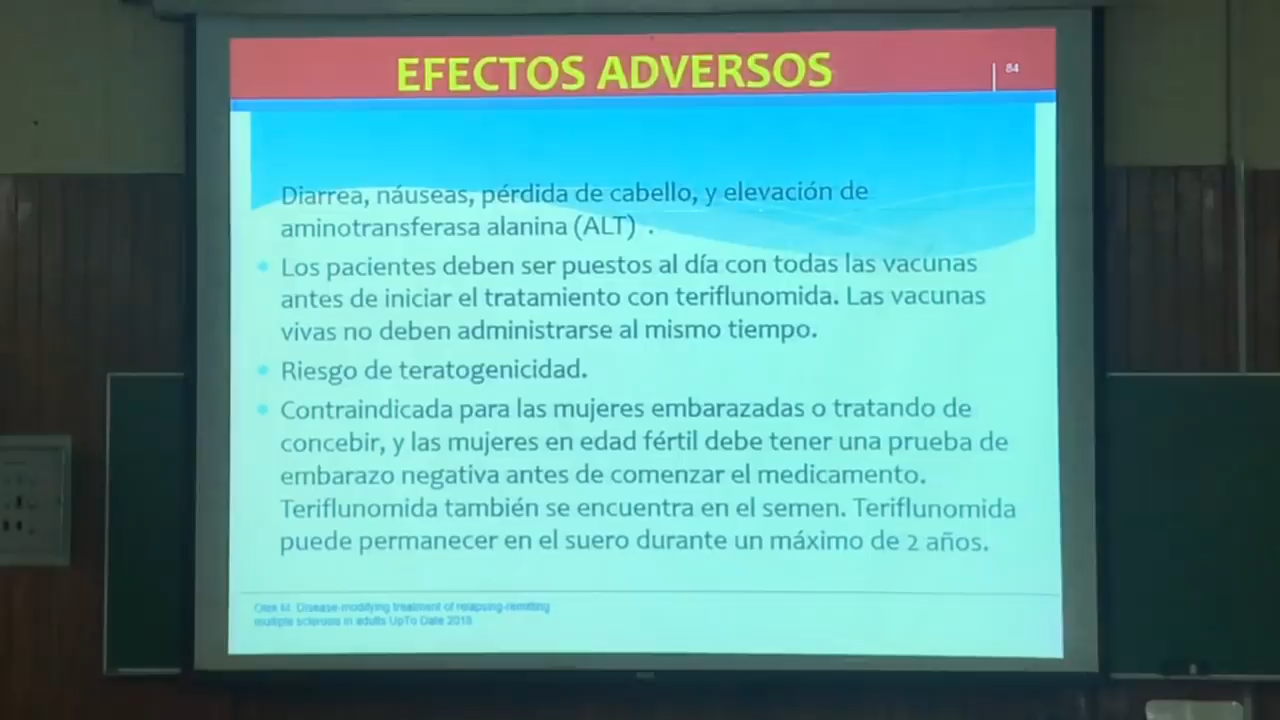 EFECTOS ADVERSOS
84
Diarrea, náuseas, pérdida de cabello, y elevación de
aminotransferasa alanina (ALT) .
Los pacientes deben ser puestos al día con todas las vacunas
antes de iniciar el tratamiento con teriflunomida. Las vacunas
vivas no deben administrarse al mismo tiempo.
Riesgo de teratogenicidad.
Contraindicada para las mujeres embarazadas o tratando de
concebir, y las mujeres en edad fértil debe tener una prueba de
embarazo negativa antes de comenzar el medicamento.
Teriflunomida también se encuentra en el semen. Teriflunomida
puede permanecer en el suero durante un máximo de 2 años.
M. Disease-modifying treatment of relapsing-remitting
multiple sclerosis in adults UpTo Date